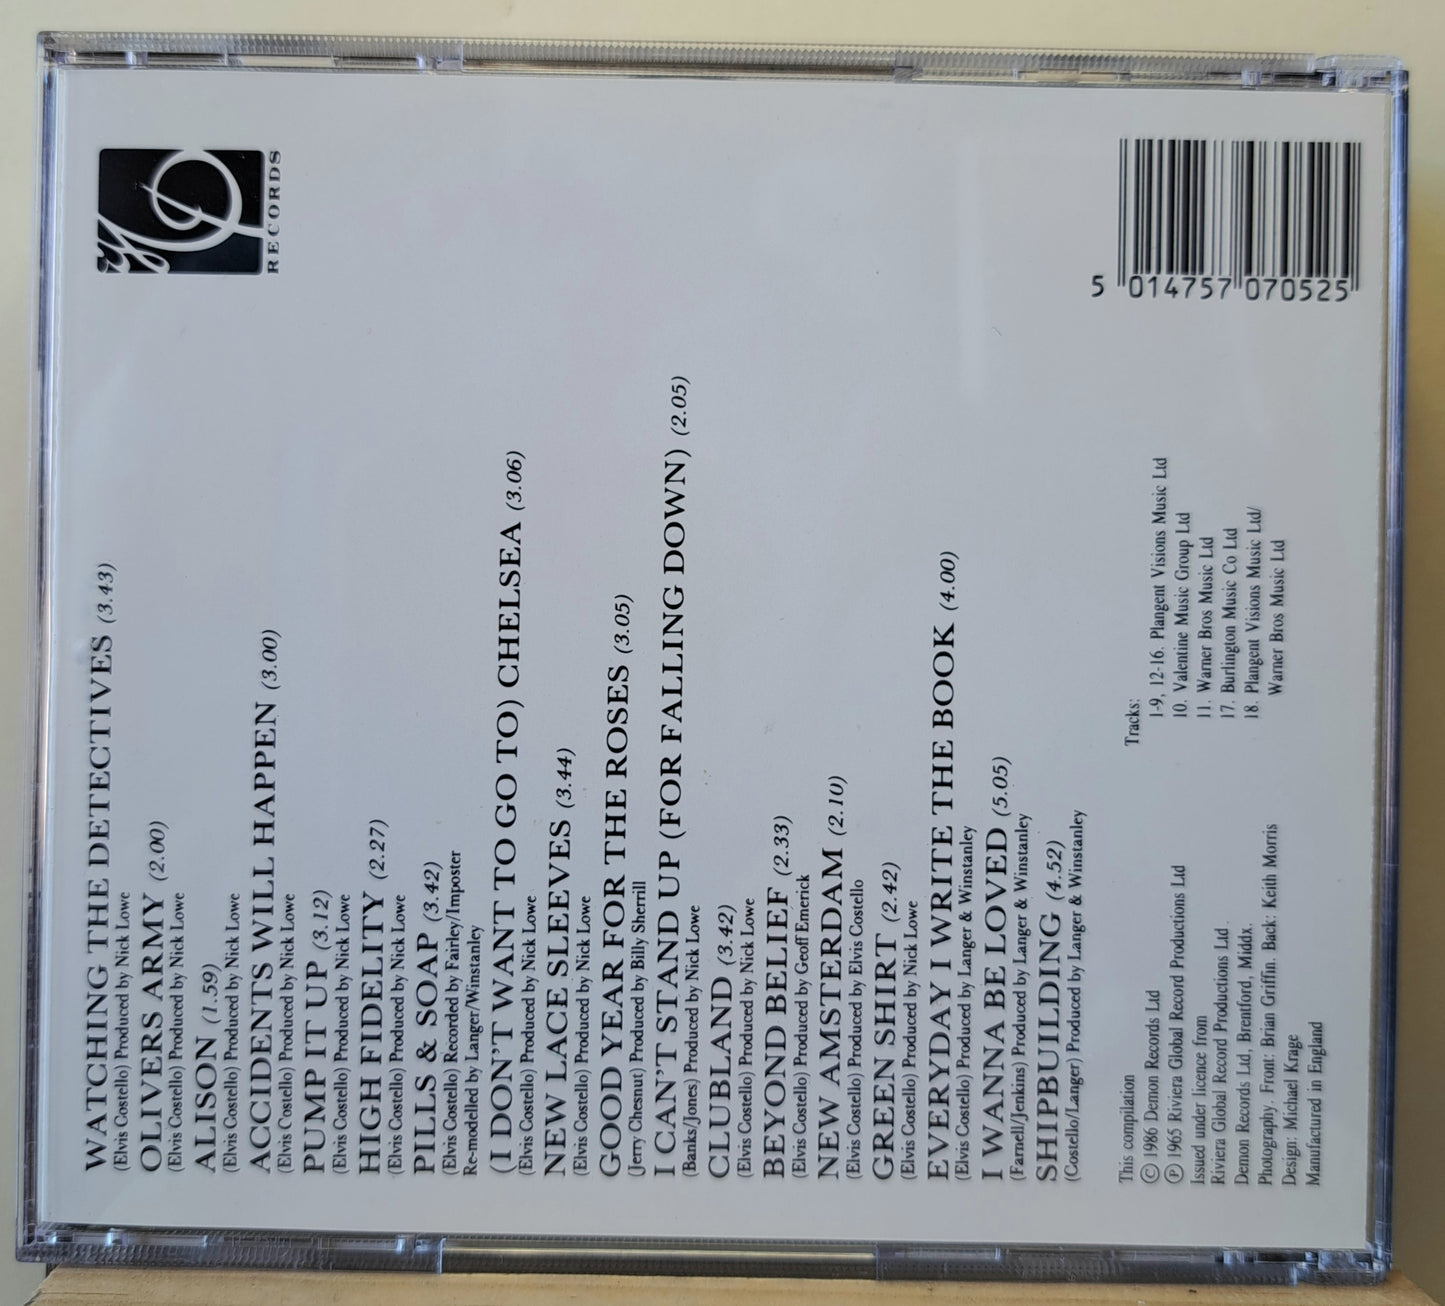 WATCHING THE DETECTIVES (3.43)
(Elvis Costello) Produced by Nick Lowe
OLIVERS ARMY (2.00)
(Elvis Costello) Produced by Nick Lowe
ALISON (1.59)
(Elvis Costello) Produced by Nick Lowe
ACCIDENTS WILL HAPPEN (3.00)
(Elvis Costello) Produced by Nick Lowe
PUMP IT UP (3.12)
(Elvis Costello) Produced by Nick Lowe
HIGH FIDELITY (2.27)
(Elvis Costello) Produced by Nick Lowe
PILLS & SOAP (3.42)
(Elvis Costello) Recorded by Fairley/Imposter
Re-modelled by Langer/Winstanley
(I DON'T WANT TO GO TO) CHELSEA (3.06)
(Elvis Costello) Produced by Nick Lowe
NEW LACE SLEEVES (3.44)
(Elvis Costello) Produced by Nick Lowe
GOOD YEAR FOR THE ROSES (3.05)
(Jerry Chesnut) Produced by Billy Sherrill
I CAN'T STAND UP (FOR FALLING DOWN) (2.05)
(Banks/Jones) Produced by Nick Lowe
CLUBLAND (3.42)
(Elvis Costello) Produced by Nick Lowe
BEYOND BELIEF (2.33)
(Elvis Costello) Produced by Geoff Emerick
NEW AMSTERDAM (2.10)
(Elvis Costello) Produced by Elvis Costello
GREEN SHIRT (2.42)
(Elvis Costello) Produced by Nick Lowe
EVERYDAY I WRITE THE BOOK (4.00)
(Elvis Costello) Produced by Langer & Winstanley
I WANNA BE LOVED (5.05)
(Farnell/Jenkins) Produced by Langer & Winstanley
SHIPBUILDING (4.52)
(Costello/Langer) Produced by Langer & Winstanley
This compilation
© 1986 Demon Records Ltd
℗ 1965 Riviera Global Record Productions Ltd
Issued under licence from
Riviera Global Record Productions Ltd
Demon Records Ltd, Brentford, Middx.
Photography. Front: Brian Griffin. Back: Keith Morris
Design: Michael Krage
Manufactured in England
Tracks:
1-9, 12-16. Plangent Visions Music Ltd
10. Valentine Music Group Ltd
11. Warner Bros Music Ltd
17. Burlington Music Co Ltd
18. Plangent Visions Music Ltd/
Warner Bros Music Ltd
RECORDS
5 014757 070525